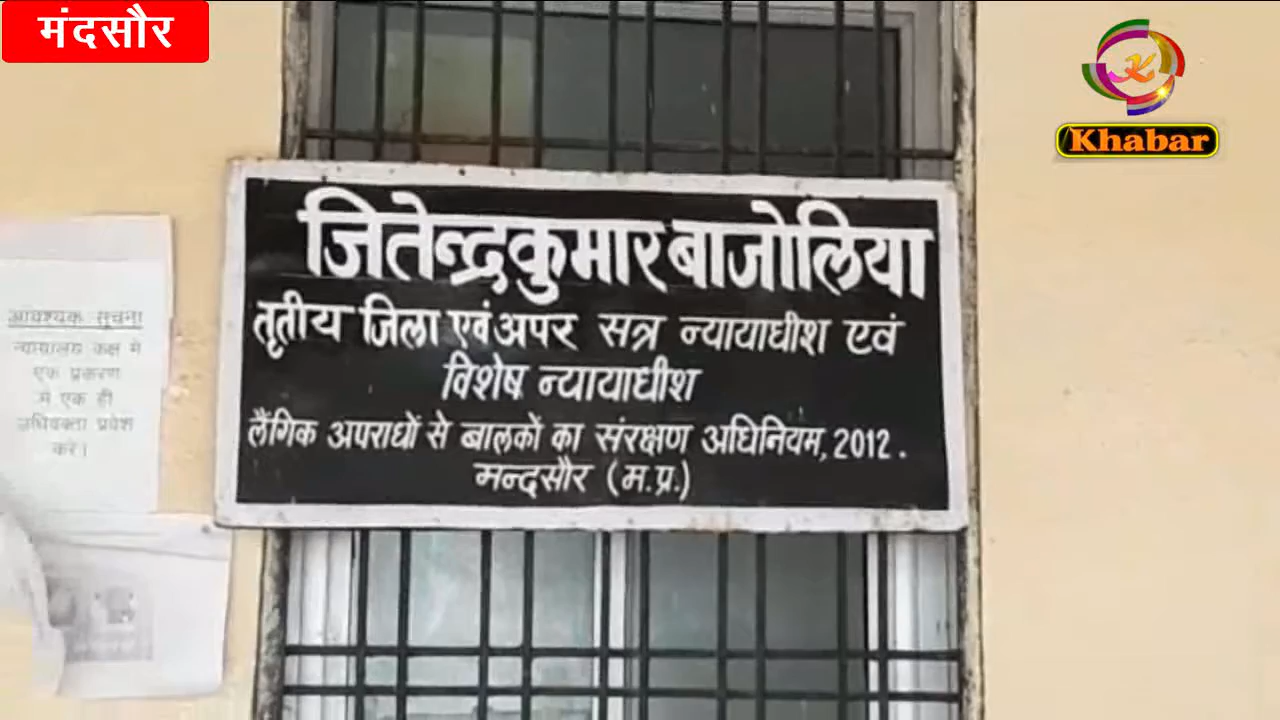 मंदसौर
Khabar
जितेन्द्रकुमार बाजोलिया
तृतीय जिला एवं अपर सत्र न्यायाधीश एवं
विशेष न्यायाधीश
लैंगिक अपराधों से बालकों का संरक्षण अधिनियम, 2012.
मन्दसौर (म.प्र.)
आवश्यक सूचना
न्यायालय कक्ष में
एक प्रकरण
में एक ही
अधिवक्ता प्रवेश
करें।